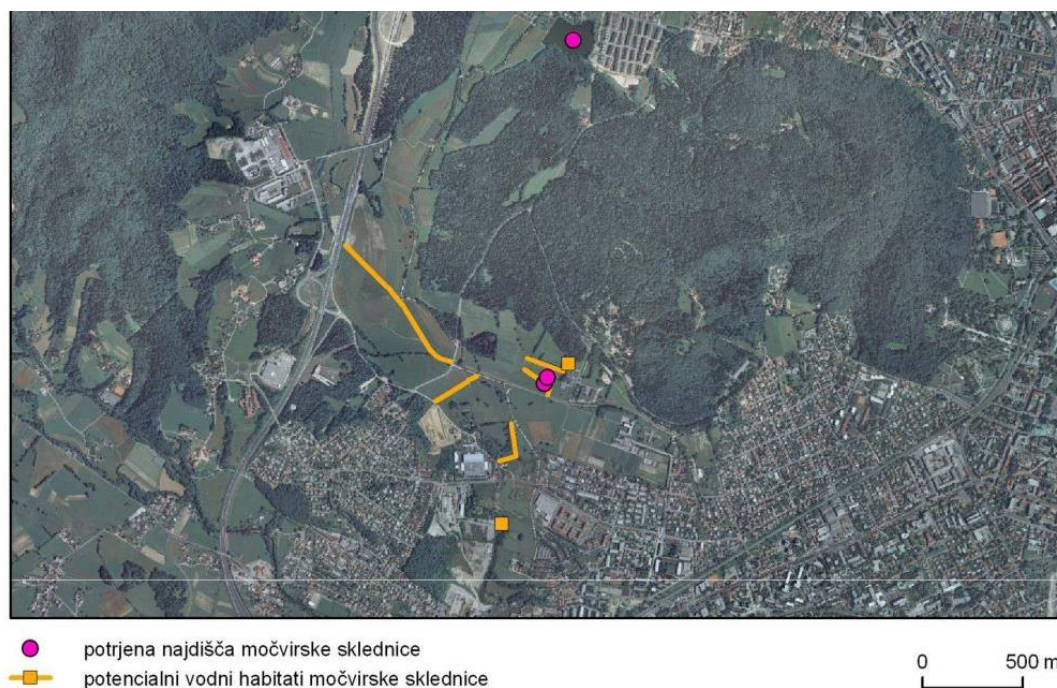 potrjena najdišča močvirske sklednice
potencialni vodni habitati močvirske sklednice
0 500 m